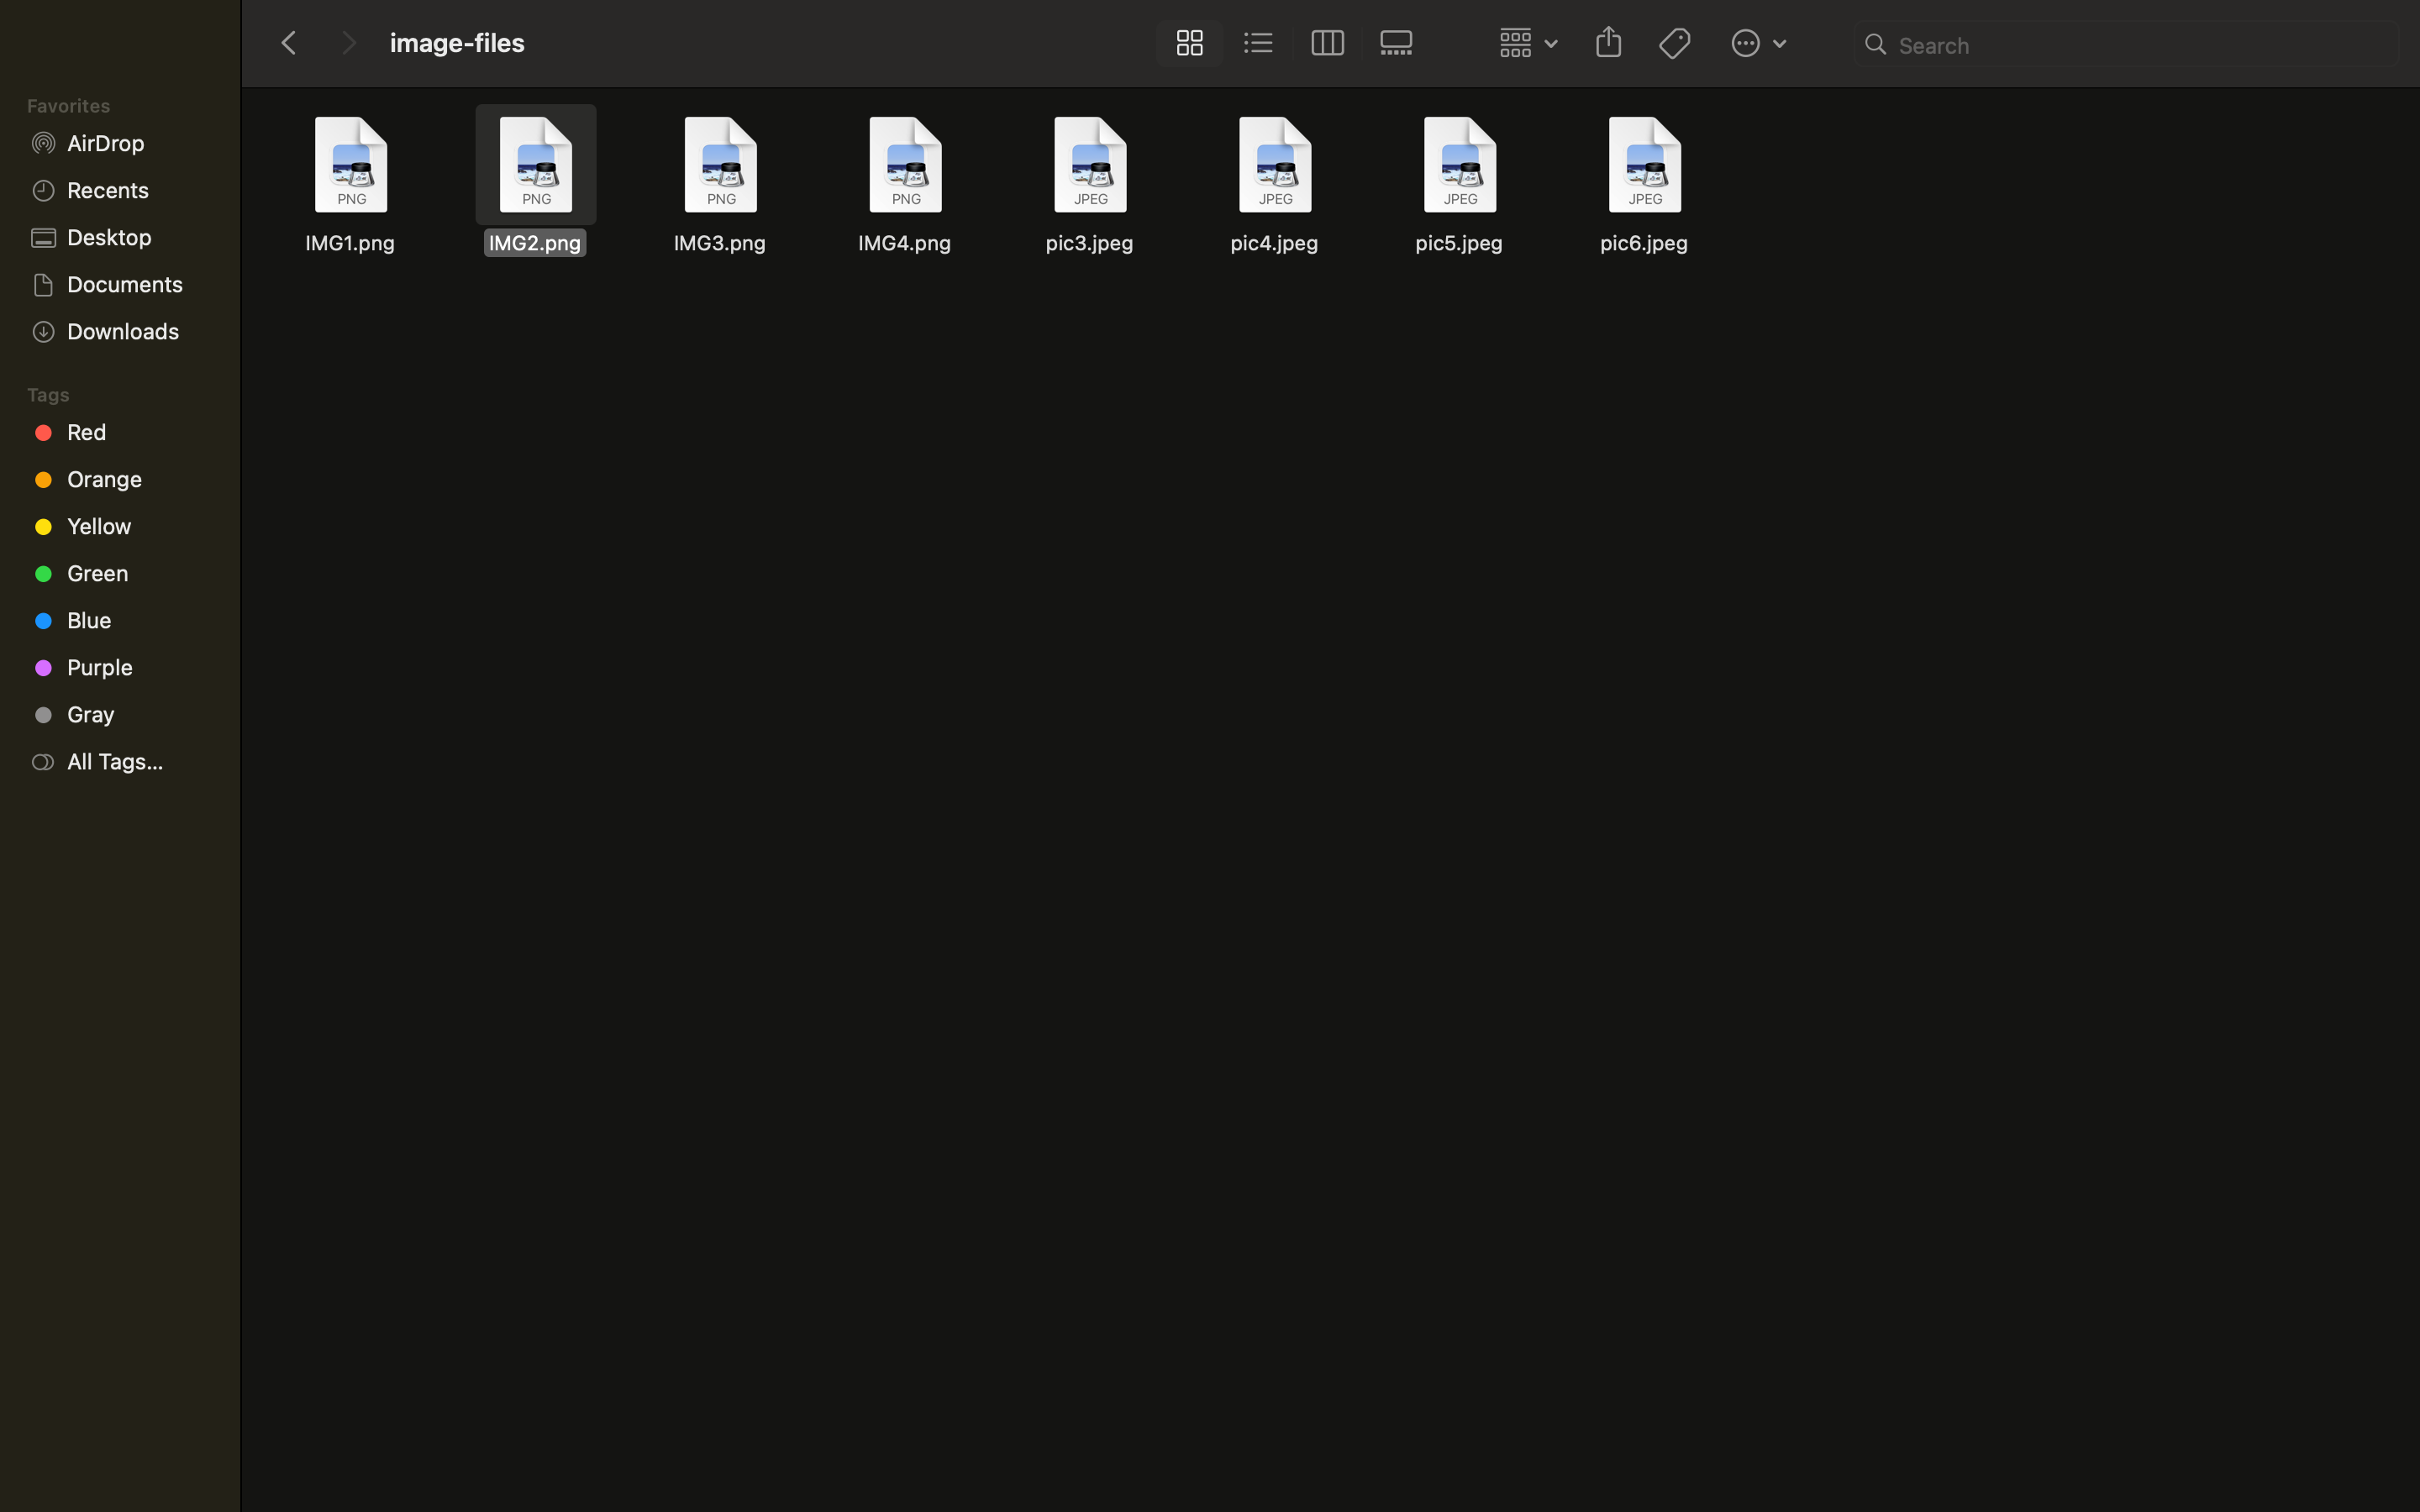 image-files
Search
Favorites
AirDrop
Recents
Desktop
Documents
Downloads
Tags
Red
Orange
Yellow
Green
Blue
Purple
Gray
All Tags...
PNG PNG PNG PNG JPEG JPEG JPEG JPEG
IMG1.png IMG2.png IMG3.png IMG4.png pic3.jpeg pic4.jpeg pic5.jpeg pic6.jpeg